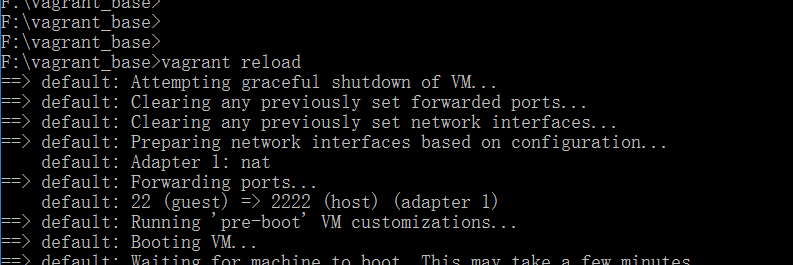 F:\vagrant_base>
F:\vagrant_base>
F:\vagrant_base>
F:\vagrant_base>vagrant reload
==> default: Attempting graceful shutdown of VM...
==> default: Clearing any previously set forwarded ports...
==> default: Clearing any previously set network interfaces...
==> default: Preparing network interfaces based on configuration...
default: Adapter 1: nat
==> default: Forwarding ports...
default: 22 (guest) => 2222 (host) (adapter 1)
==> default: Running 'pre-boot' VM customizations...
==> default: Booting VM...
==> default: Waiting for machine to boot. This may take a few minutes